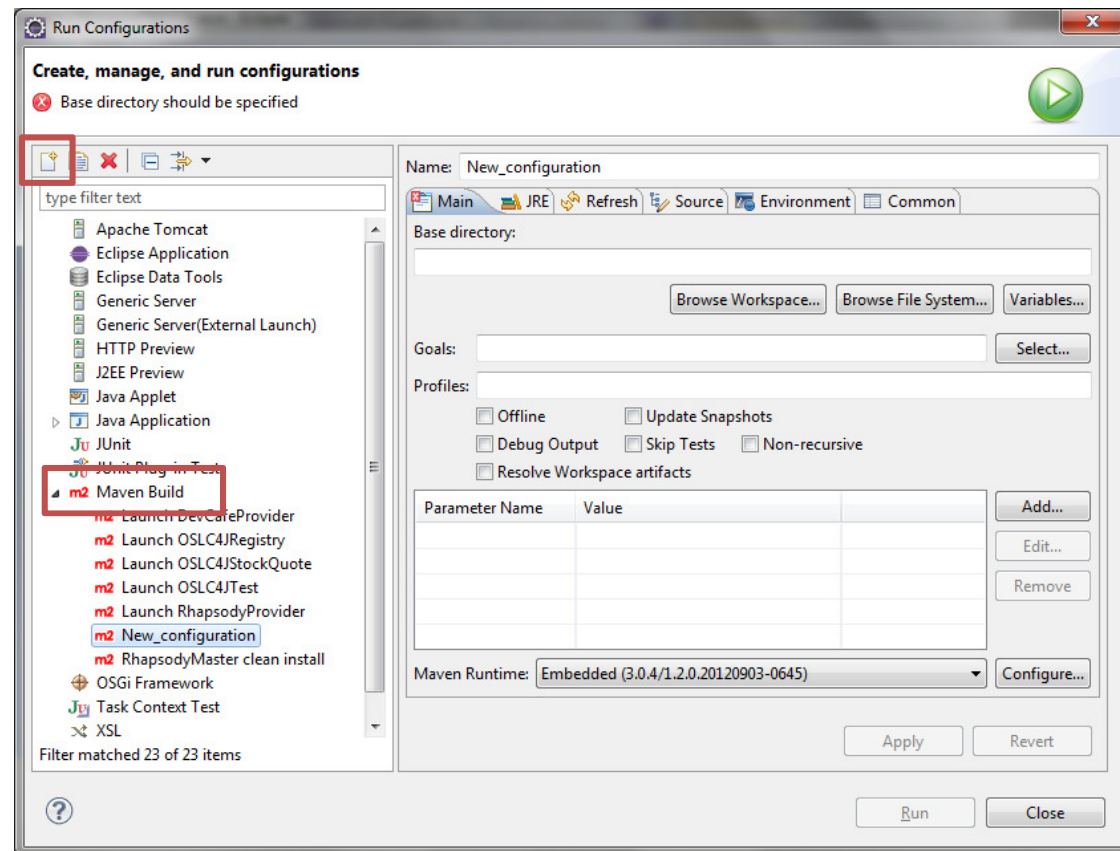 Run Configurations
Create, manage, and run configurations
Base directory should be specified
type filter text
Apache Tomcat
Eclipse Application
Eclipse Data Tools
Generic Server
Generic Server(External Launch)
HTTP Preview
J2EE Preview
Java Applet
Java Application
Ju JUnit
JUnit Plug-in Test
m2 Maven Build
m2 Launch DevCafeProvider
m2 Launch OSLC4JRegistry
m2 Launch OSLC4JStockQuote
m2 Launch OSLC4JTest
m2 Launch RhapsodyProvider
m2 New_configuration
m2 RhapsodyMaster clean install
OSGi Framework
Ju Task Context Test
XSL
Filter matched 23 of 23 items
Name: New_configuration
Main JRE Refresh Source Environment Common
Base directory:
Browse Workspace... Browse File System... Variables...
Goals: Select...
Profiles:
Offline Update Snapshots
Debug Output Skip Tests Non-recursive
Resolve Workspace artifacts
Parameter Name Value Add...
Edit...
Remove
Maven Runtime: Embedded (3.0.4/1.2.0.20120903-0645) Configure...
Apply Revert
? Run Close